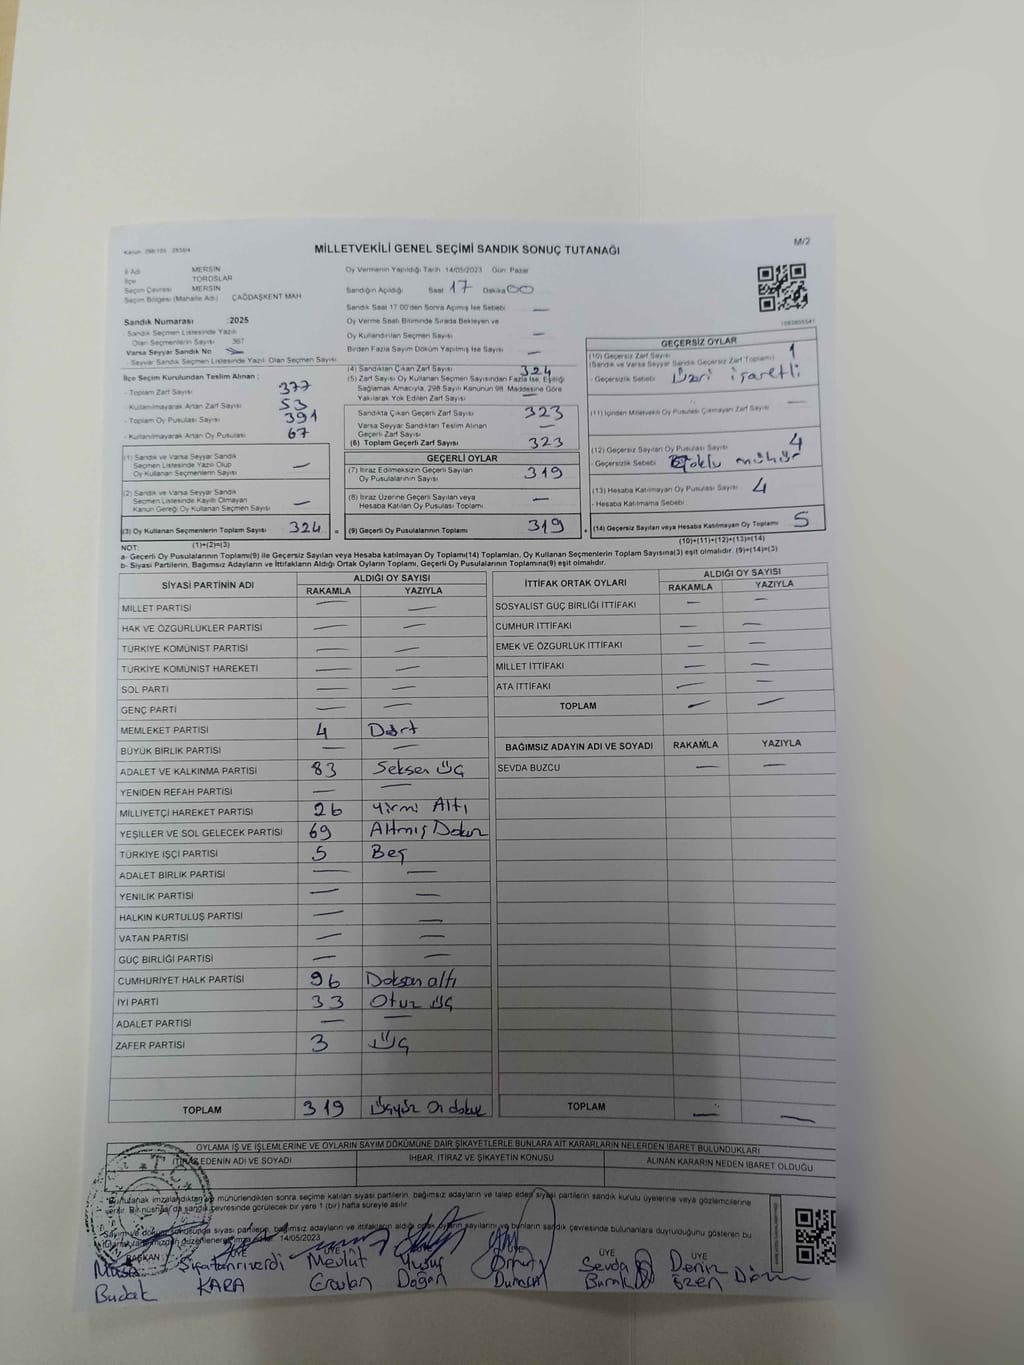 Kanun: 298/105 2839/4
MİLLETVEKİLİ GENEL SEÇİMİ SANDIK SONUÇ TUTANAĞI
M/2
İl Adı MERSİN
İlçe TOROSLAR
Seçim Çevresi MERSİN
Seçim Bölgesi (Mahalle Adı) ÇAĞDAŞKENT MAH
Sandık Numarası :2025
- Sandık Seçmen Listesinde Yazılı
Olan Seçmenlerin Sayısı 367
Varsa Seyyar Sandık No —
- Seyyar Sandık Seçmen Listesinde Yazılı Olan Seçmen Sayısı
Oy Vermenin Yapıldığı Tarih :14/05/2023 Gün: Pazar
Sandığın Açıldığı Saat 17 Dakika 00
Sandık Saat 17.00'den Sonra Açılmış İse Sebebi —
Oy Verme Saati Bitiminde Sırada Bekleyen ve
Oy Kullandırılan Seçmen Sayısı —
Birden Fazla Sayım Döküm Yapılmış İse Sayısı —
İlçe Seçim Kurulundan Teslim Alınan ;
- Toplam Zarf Sayısı 377
- Kullanılmayarak Artan Zarf Sayısı 53
- Toplam Oy Pusulası Sayısı 391
- Kullanılmayarak Artan Oy Pusulası 67
(1) Sandık ve Varsa Seyyar Sandık
Seçmen Listesinde Yazılı Olup
Oy Kullanan Seçmenlerin Sayısı —
(2) Sandık ve Varsa Seyyar Sandık
Seçmen Listesinde Kayıtlı Olmayan
Kanun Gereği Oy Kullanan Seçmen Sayısı —
(3) Oy Kullanan Seçmenlerin Toplam Sayısı 324
(1)+(2)=(3)
(4) Sandıktan Çıkan Zarf Sayısı 324
(5) Zarf Sayısı Oy Kullanan Seçmen Sayısından Fazla İse, Eşitliği
Sağlamak Amacıyla, 298 Sayılı Kanunun 98. Maddesine Göre
Yakılarak Yok Edilen Zarf Sayısı —
Sandıkta Çıkan Geçerli Zarf Sayısı 323
Varsa Seyyar Sandıktan Teslim Alınan
Geçerli Zarf Sayısı —
(6) Toplam Geçerli Zarf Sayısı 323
GEÇERLİ OYLAR
(7) İtiraz Edilmeksizin Geçerli Sayılan
Oy Pusulalarının Sayısı 319
(8) İtiraz Üzerine Geçerli Sayılan veya
Hesaba Katılan Oy Pusulası Toplamı —
= (9) Geçerli Oy Pusulalarının Toplamı 319
GEÇERSİZ OYLAR
(10) Geçersiz Zarf Sayısı 1
(Sandık ve Varsa Seyyar Sandık Geçersiz Zarf Toplamı)
- Geçersizlik Sebebi Üzeri işaretli
(11) İçinden Milletvekili Oy Pusulası Çıkmayan Zarf Sayısı —
(12) Geçersiz Sayılan Oy Pusulası Sayısı 4
- Geçersizlik Sebebi Çoklu mühür
(13) Hesaba Katılmayan Oy Pusulası Sayısı 4
- Hesaba Katılmama Sebebi
+ (14) Geçersiz Sayılan veya Hesaba Katılmayan Oy Toplamı 5
(10)+(11)+(12)+(13)=(14)
NOT:
a- Geçerli Oy Pusulalarının Toplamı(9) ile Geçersiz Sayılan veya Hesaba katılmayan Oy Toplamı(14) Toplamları, Oy Kullanan Seçmenlerin Toplam Sayısına(3) eşit olmalıdır. (9)+(14)=(3)
b- Siyasi Partilerin, Bağımsız Adayların ve İttifakların Aldığı Ortak Oyların Toplamı, Geçerli Oy Pusulalarının Toplamına(9) eşit olmalıdır.
SİYASİ PARTİNİN ADI ALDIĞI OY SAYISI
RAKAMLA YAZIYLA
MİLLET PARTİSİ — —
HAK VE ÖZGÜRLÜKLER PARTİSİ — —
TÜRKİYE KOMÜNİST PARTİSİ — —
TÜRKİYE KOMÜNİST HAREKETİ — —
SOL PARTİ — —
GENÇ PARTİ — —
MEMLEKET PARTİSİ 4 Dört
BÜYÜK BİRLİK PARTİSİ — —
ADALET VE KALKINMA PARTİSİ 83 Seksen Üç
YENİDEN REFAH PARTİSİ — —
MİLLİYETÇİ HAREKET PARTİSİ 26 Yirmi Altı
YEŞİLLER VE SOL GELECEK PARTİSİ 69 Altmış Dokuz
TÜRKİYE İŞÇİ PARTİSİ 5 Beş
ADALET BİRLİK PARTİSİ — —
YENİLİK PARTİSİ — —
HALKIN KURTULUŞ PARTİSİ — —
VATAN PARTİSİ — —
GÜÇ BİRLİĞİ PARTİSİ — —
CUMHURİYET HALK PARTİSİ 96 Doksan altı
İYİ PARTİ 33 Otuz üç
ADALET PARTİSİ — —
ZAFER PARTİSİ 3 Üç
TOPLAM 319 Üçyüz On dokuz
İTTİFAK ORTAK OYLARI ALDIĞI OY SAYISI
RAKAMLA YAZIYLA
SOSYALİST GÜÇ BİRLİĞİ İTTİFAKI — —
CUMHUR İTTİFAKI — —
EMEK VE ÖZGÜRLÜK İTTİFAKI — —
MİLLET İTTİFAKI — —
ATA İTTİFAKI — —
TOPLAM — —
BAĞIMSIZ ADAYIN ADI VE SOYADI RAKAMLA YAZIYLA
SEVDA BUZCU — —
TOPLAM — —
OYLAMA İŞ VE İŞLEMLERİNE VE OYLARIN SAYIM DÖKÜMÜNE DAİR ŞİKAYETLERLE BUNLARA AİT KARARLARIN NELERDEN İBARET BULUNDUKLARI
İTİRAZ EDENİN ADI VE SOYADI İHBAR, İTİRAZ VE ŞİKAYETİN KONUSU ALINAN KARARIN NEDEN İBARET OLDUĞU
Bu tutanak imzalandıktan ve mühürlendikten sonra seçime katılan siyasi partilerin, bağımsız adayların ve talep eden siyasi partilerin sandık kurulu üyelerine veya gözlemcilerine
verilir. Bir nüshası da sandık çevresinde görülecek bir yere 1 (bir) hafta süreyle asılır.
siyasi partilerin, bağımsız adayların ve ittifakların aldığı ortak oyların sayılarını ve bunların sandık çevresinde bulunanlara duyrulduğunu gösteren bu
14/05/2023
BAŞKAN ÜYE ÜYE ÜYE ÜYE ÜYE ÜYE
Musa Mevlüt Yusuf Orhan Sevda Deniz
Budak KARA Doğan Duman Burak Özen